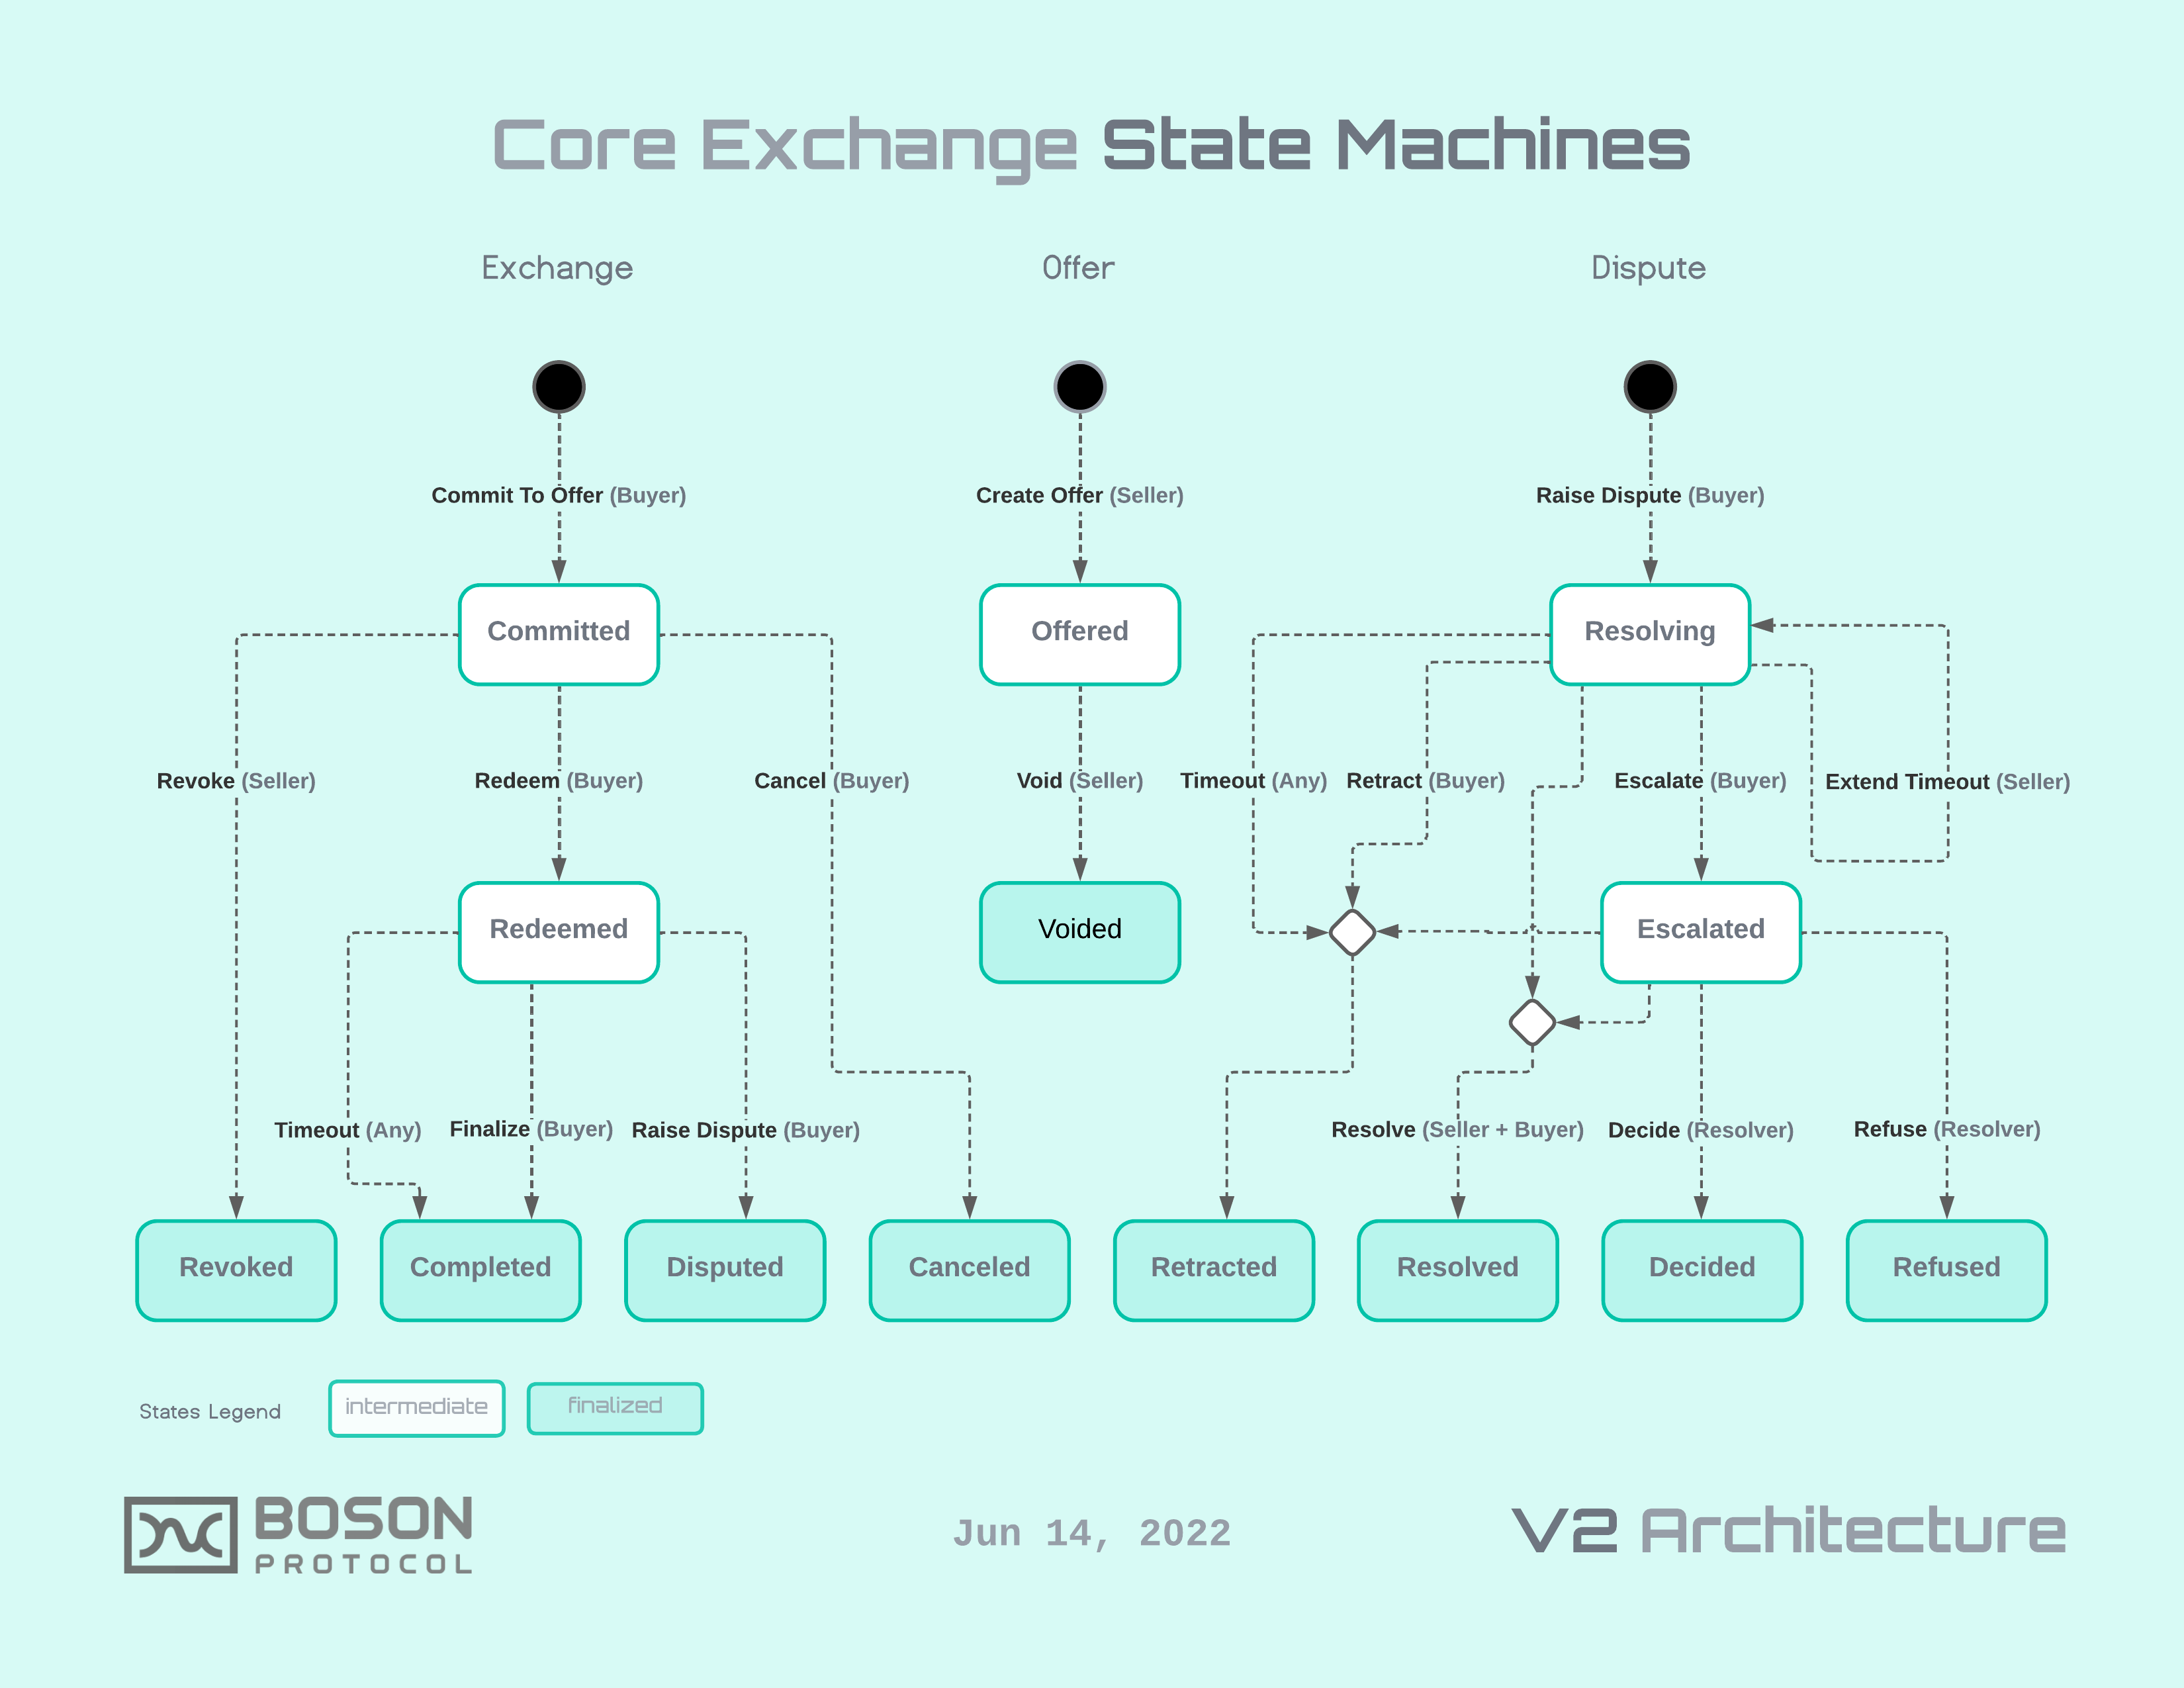 Core Exchange State Machines
Exchange
Offer
Dispute
Commit To Offer (Buyer)
Create Offer (Seller)
Raise Dispute (Buyer)
Committed
Offered
Resolving
Revoke (Seller)
Redeem (Buyer)
Cancel (Buyer)
Void (Seller)
Timeout (Any)
Retract (Buyer)
Escalate (Buyer)
Extend Timeout (Seller)
Redeemed
Voided
Escalated
Timeout (Any)
Finalize (Buyer)
Raise Dispute (Buyer)
Resolve (Seller + Buyer)
Decide (Resolver)
Refuse (Resolver)
Revoked
Completed
Disputed
Canceled
Retracted
Resolved
Decided
Refused
States Legend
intermediate
finalized
BOSON
PROTOCOL
Jun 14, 2022
V2 Architecture